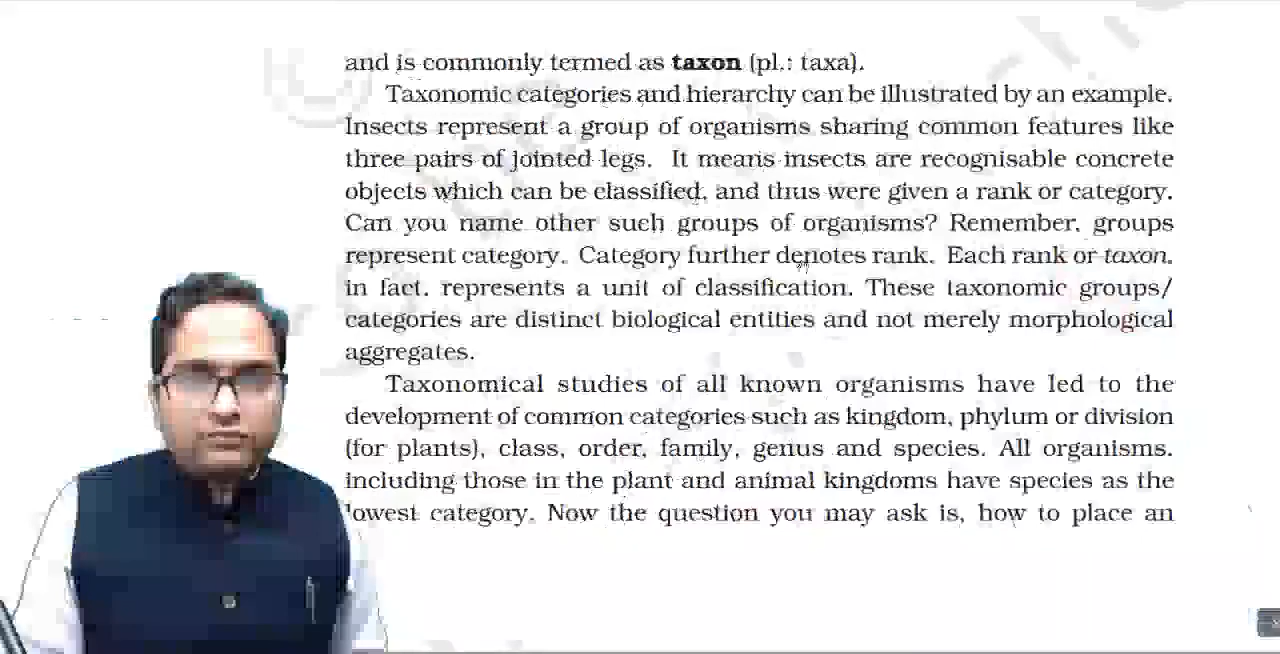 and is commonly termed as taxon (pl.: taxa).
Taxonomic categories and hierarchy can be illustrated by an example.
Insects represent a group of organisms sharing common features like
three pairs of jointed legs. It means insects are recognisable concrete
objects which can be classified, and thus were given a rank or category.
Can you name other such groups of organisms? Remember, groups
represent category. Category further denotes rank. Each rank or taxon,
in fact, represents a unit of classification. These taxonomic groups/
categories are distinct biological entities and not merely morphological
aggregates.
Taxonomical studies of all known organisms have led to the
development of common categories such as kingdom, phylum or division
(for plants), class, order, family, genus and species. All organisms,
including those in the plant and animal kingdoms have species as the
lowest category. Now the question you may ask is, how to place an